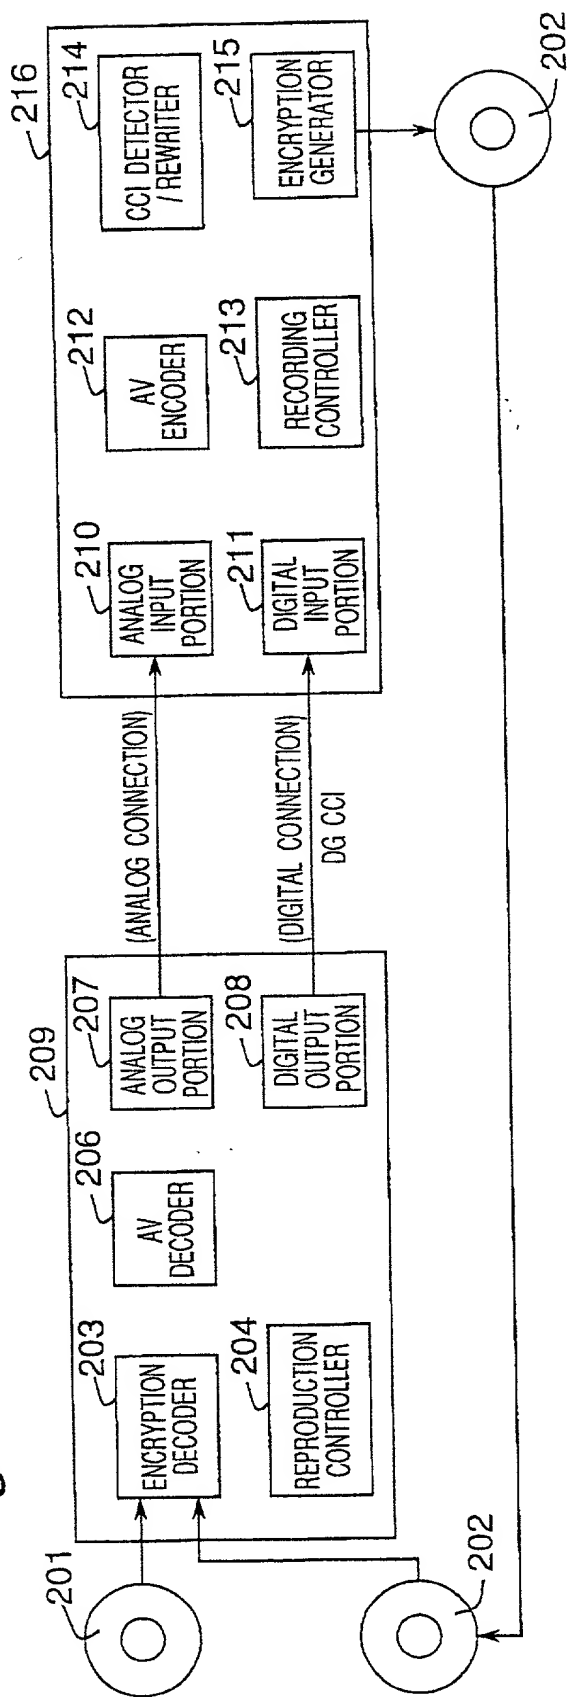 201
202
209
203
ENCRYPTION
DECODER
204
REPRODUCTION
CONTROLLER
206
AV
DECODER
207
ANALOG
OUTPUT
PORTION
208
DIGITAL
OUTPUT
PORTION
(ANALOG CONNECTION)
(DIGITAL CONNECTION)
DG CCI
216
210
ANALOG
INPUT
PORTION
211
DIGITAL
INPUT
PORTION
212
AV
ENCODER
213
RECORDING
CONTROLLER
214
CCI DETECTOR
/REWRITER
215
ENCRYPTION
GENERATOR
202